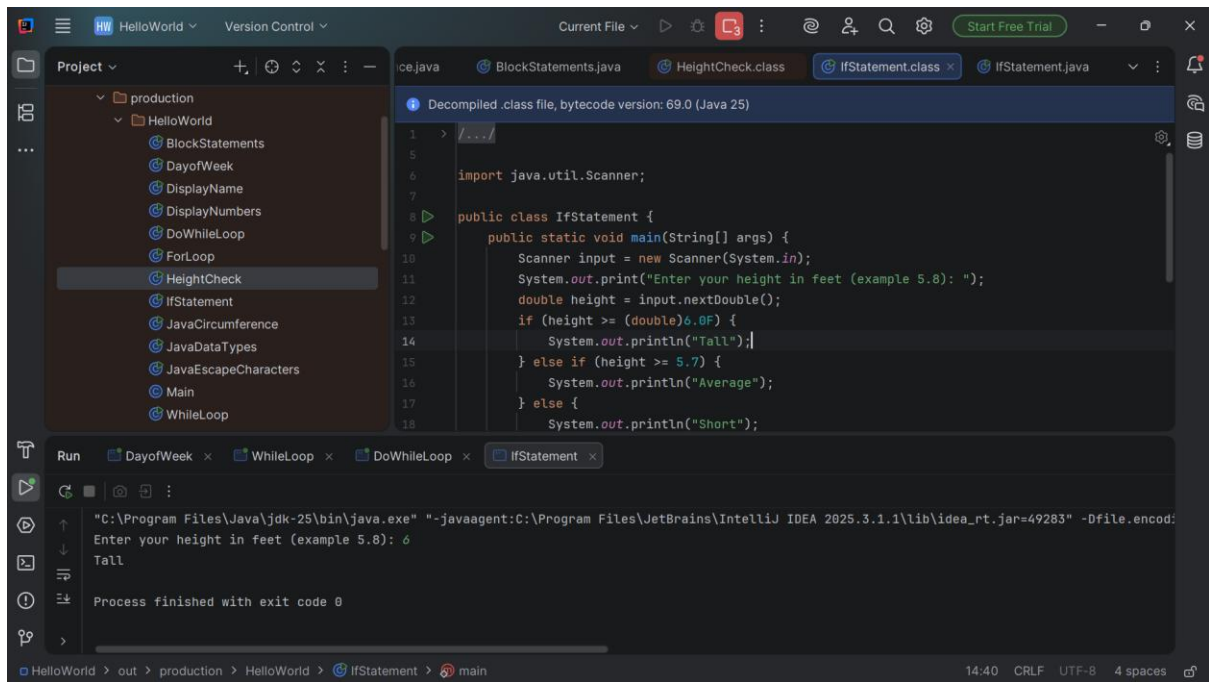 HW HelloWorld Version Control Current File 3 Start Free Trial
Project
ce.java BlockStatements.java HeightCheck.class IfStatement.class IfStatement.java
production
HelloWorld
BlockStatements
DayofWeek
DisplayName
DisplayNumbers
DoWhileLoop
ForLoop
HeightCheck
IfStatement
JavaCircumference
JavaDataTypes
JavaEscapeCharacters
Main
WhileLoop
Decompiled .class file, bytecode version: 69.0 (Java 25)
1 /.../
5
6 import java.util.Scanner;
7
8 public class IfStatement {
9 public static void main(String[] args) {
10 Scanner input = new Scanner(System.in);
11 System.out.print("Enter your height in feet (example 5.8): ");
12 double height = input.nextDouble();
13 if (height >= (double)6.0F) {
14 System.out.println("Tall");
15 } else if (height >= 5.7) {
16 System.out.println("Average");
17 } else {
18 System.out.println("Short");
Run DayofWeek WhileLoop DoWhileLoop IfStatement
"C:\Program Files\Java\jdk-25\bin\java.exe" "-javaagent:C:\Program Files\JetBrains\IntelliJ IDEA 2025.3.1.1\lib\idea_rt.jar=49283" -Dfile.encodi
Enter your height in feet (example 5.8): 6
Tall
Process finished with exit code 0
HelloWorld > out > production > HelloWorld > IfStatement > main 14:40 CRLF UTF-8 4 spaces